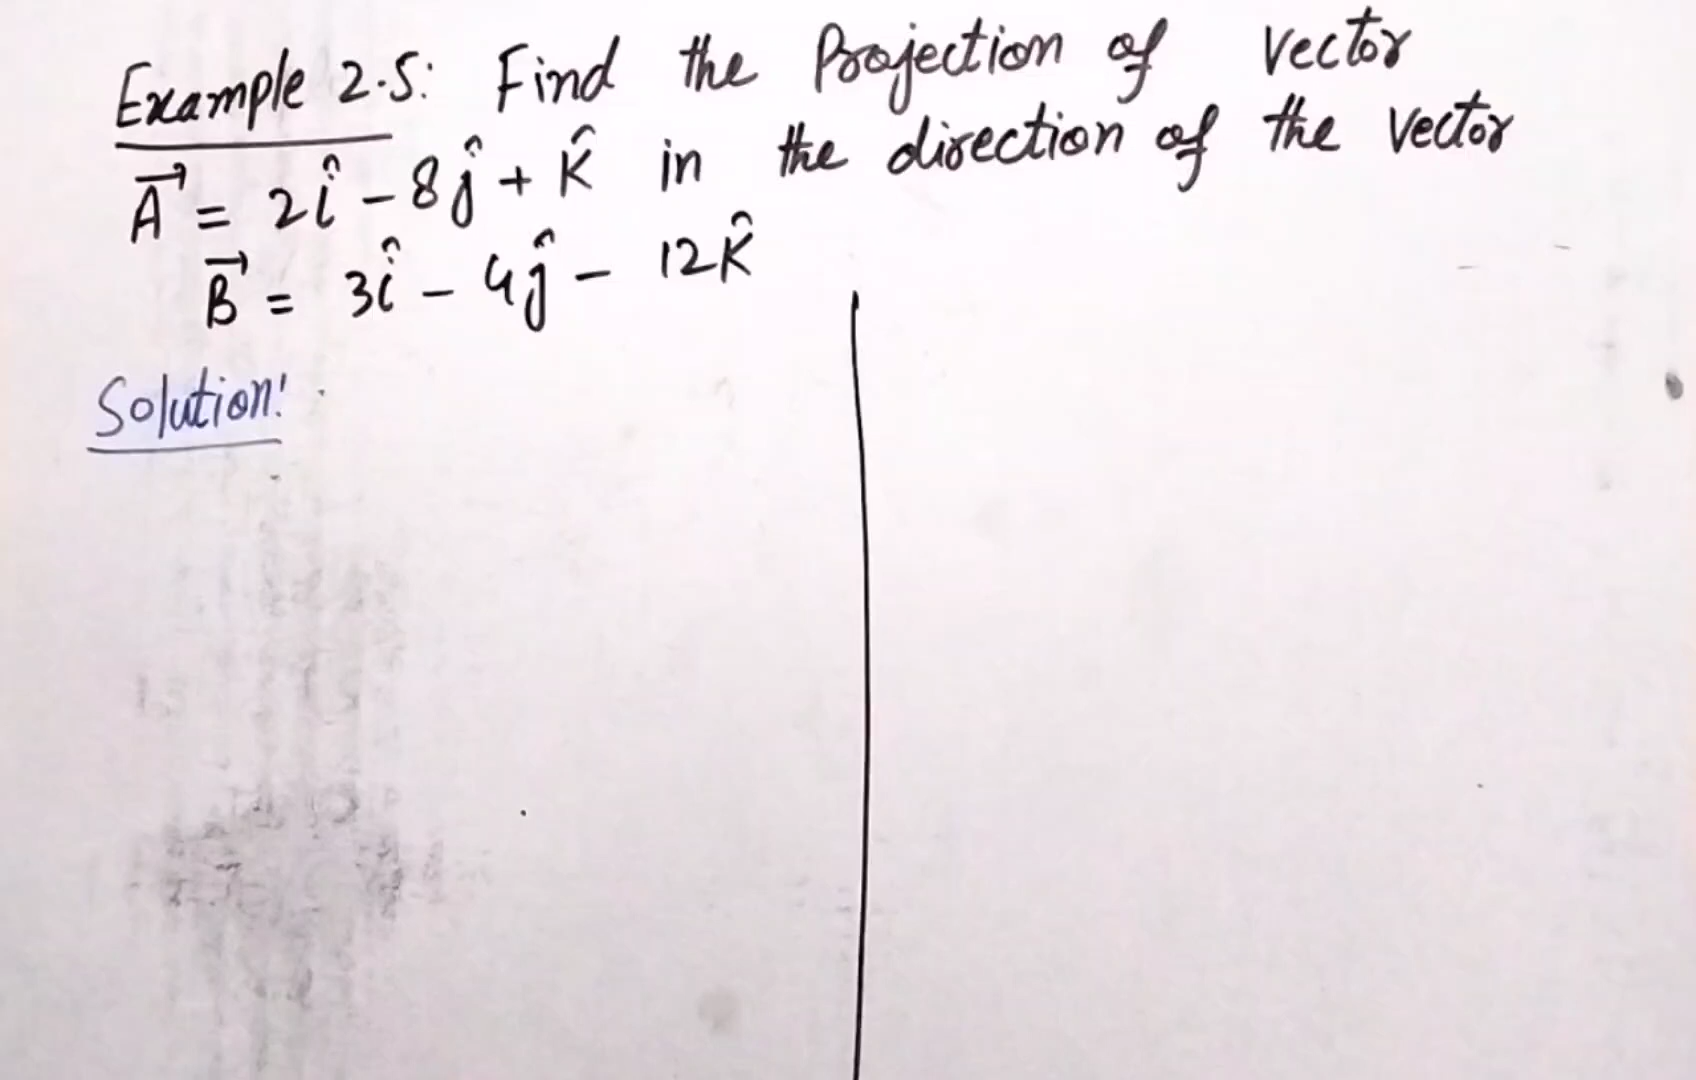 Example 2.5: Find the Projection of vector
A⃗ = 2î - 8ĵ + K̂ in the direction of the vector
B⃗ = 3î - 4ĵ - 12K̂
Solution: